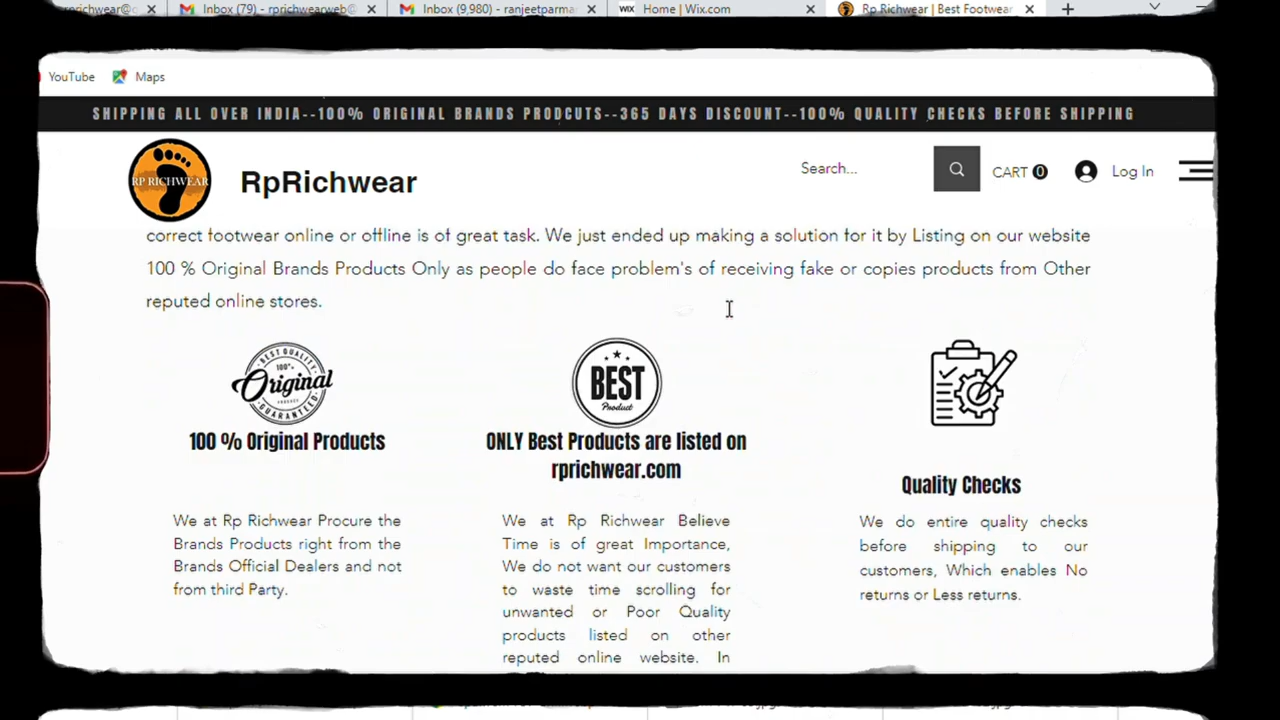 Inbox (79) - rprichwearweb@ Inbox (9,980) - ranjeetparma WIX Home | Wix.com Rp Richwear | Best Footwear
YouTube Maps
SHIPPING ALL OVER INDIA--100% ORIGINAL BRANDS PRODCUTS--365 DAYS DISCOUNT--100% QUALITY CHECKS BEFORE SHIPPING
RP RICHWEAR RpRichwear Search... CART 0 Log In
correct footwear online or offline is of great task. We just ended up making a solution for it by Listing on our website
100 % Original Brands Products Only as people do face problem's of receiving fake or copies products from Other
reputed online stores.
BEST QUALITY
100%
Original
GUARANTEED
BEST
Product
100 % Original Products
ONLY Best Products are listed on
rprichwear.com
Quality Checks
We at Rp Richwear Procure the
Brands Products right from the
Brands Official Dealers and not
from third Party.
We at Rp Richwear Believe
Time is of great Importance,
We do not want our customers
to waste time scrolling for
unwanted or Poor Quality
products listed on other
reputed online website. In
We do entire quality checks
before shipping to our
customers, Which enables No
returns or Less returns.